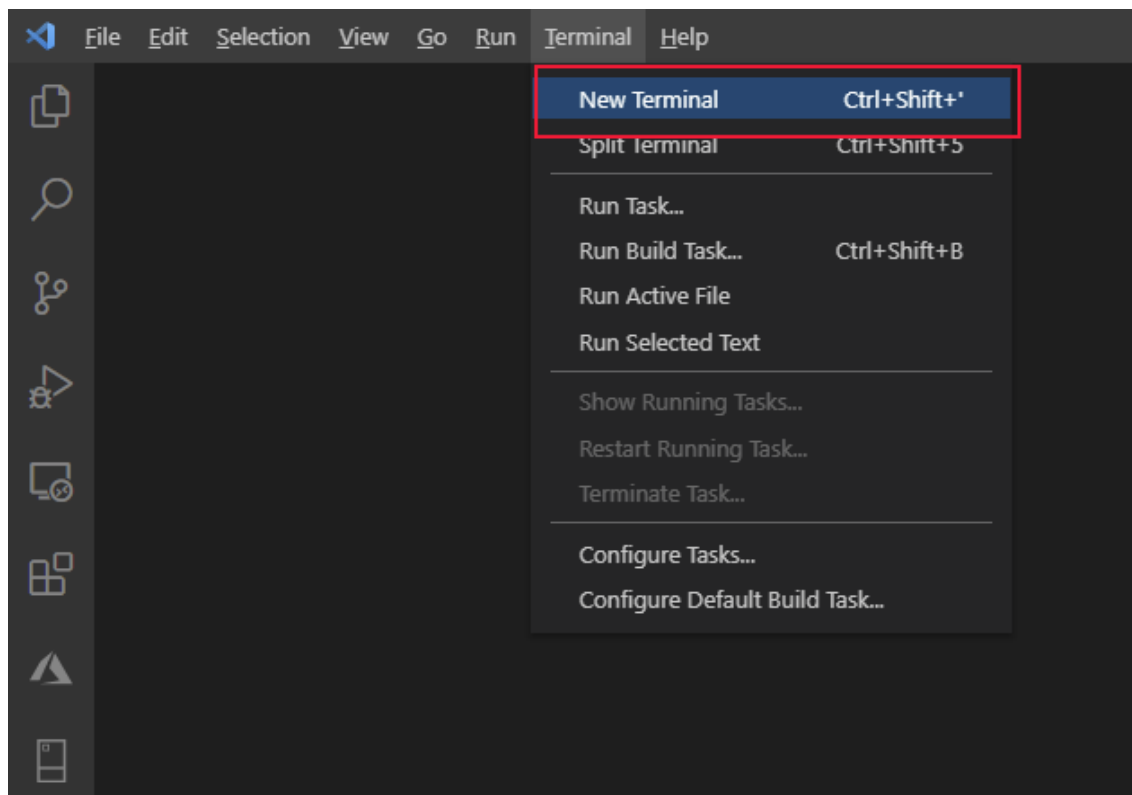 File Edit Selection View Go Run Terminal Help
New Terminal Ctrl+Shift+'
Split Terminal Ctrl+Shift+5
Run Task...
Run Build Task... Ctrl+Shift+B
Run Active File
Run Selected Text
Show Running Tasks...
Restart Running Task...
Terminate Task...
Configure Tasks...
Configure Default Build Task...